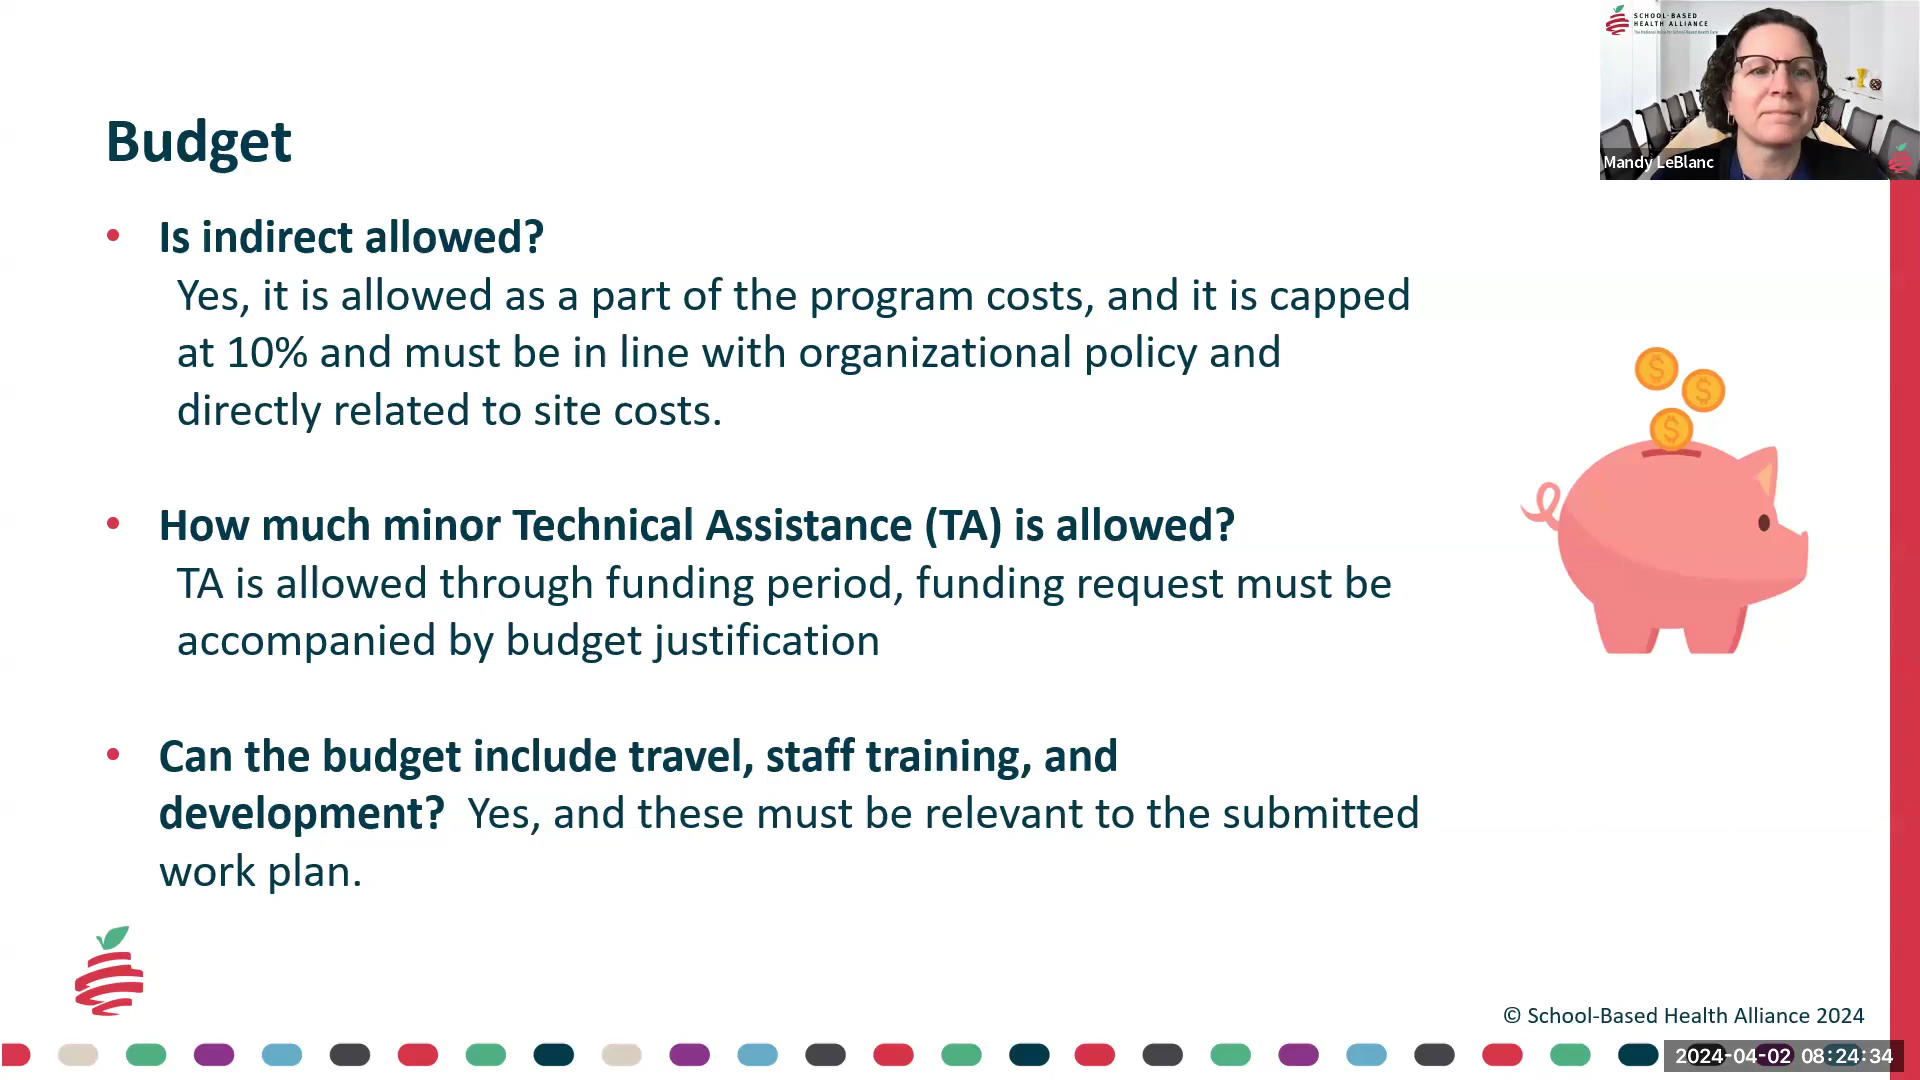 SCHOOL-BASED
HEALTH ALLIANCE
Mandy LeBlanc
Budget
• Is indirect allowed?
Yes, it is allowed as a part of the program costs, and it is capped
at 10% and must be in line with organizational policy and
directly related to site costs.
• How much minor Technical Assistance (TA) is allowed?
TA is allowed through funding period, funding request must be
accompanied by budget justification
• Can the budget include travel, staff training, and
development? Yes, and these must be relevant to the submitted
work plan.
$
$
$
© School-Based Health Alliance 2024
2024-04-02 08:24:34